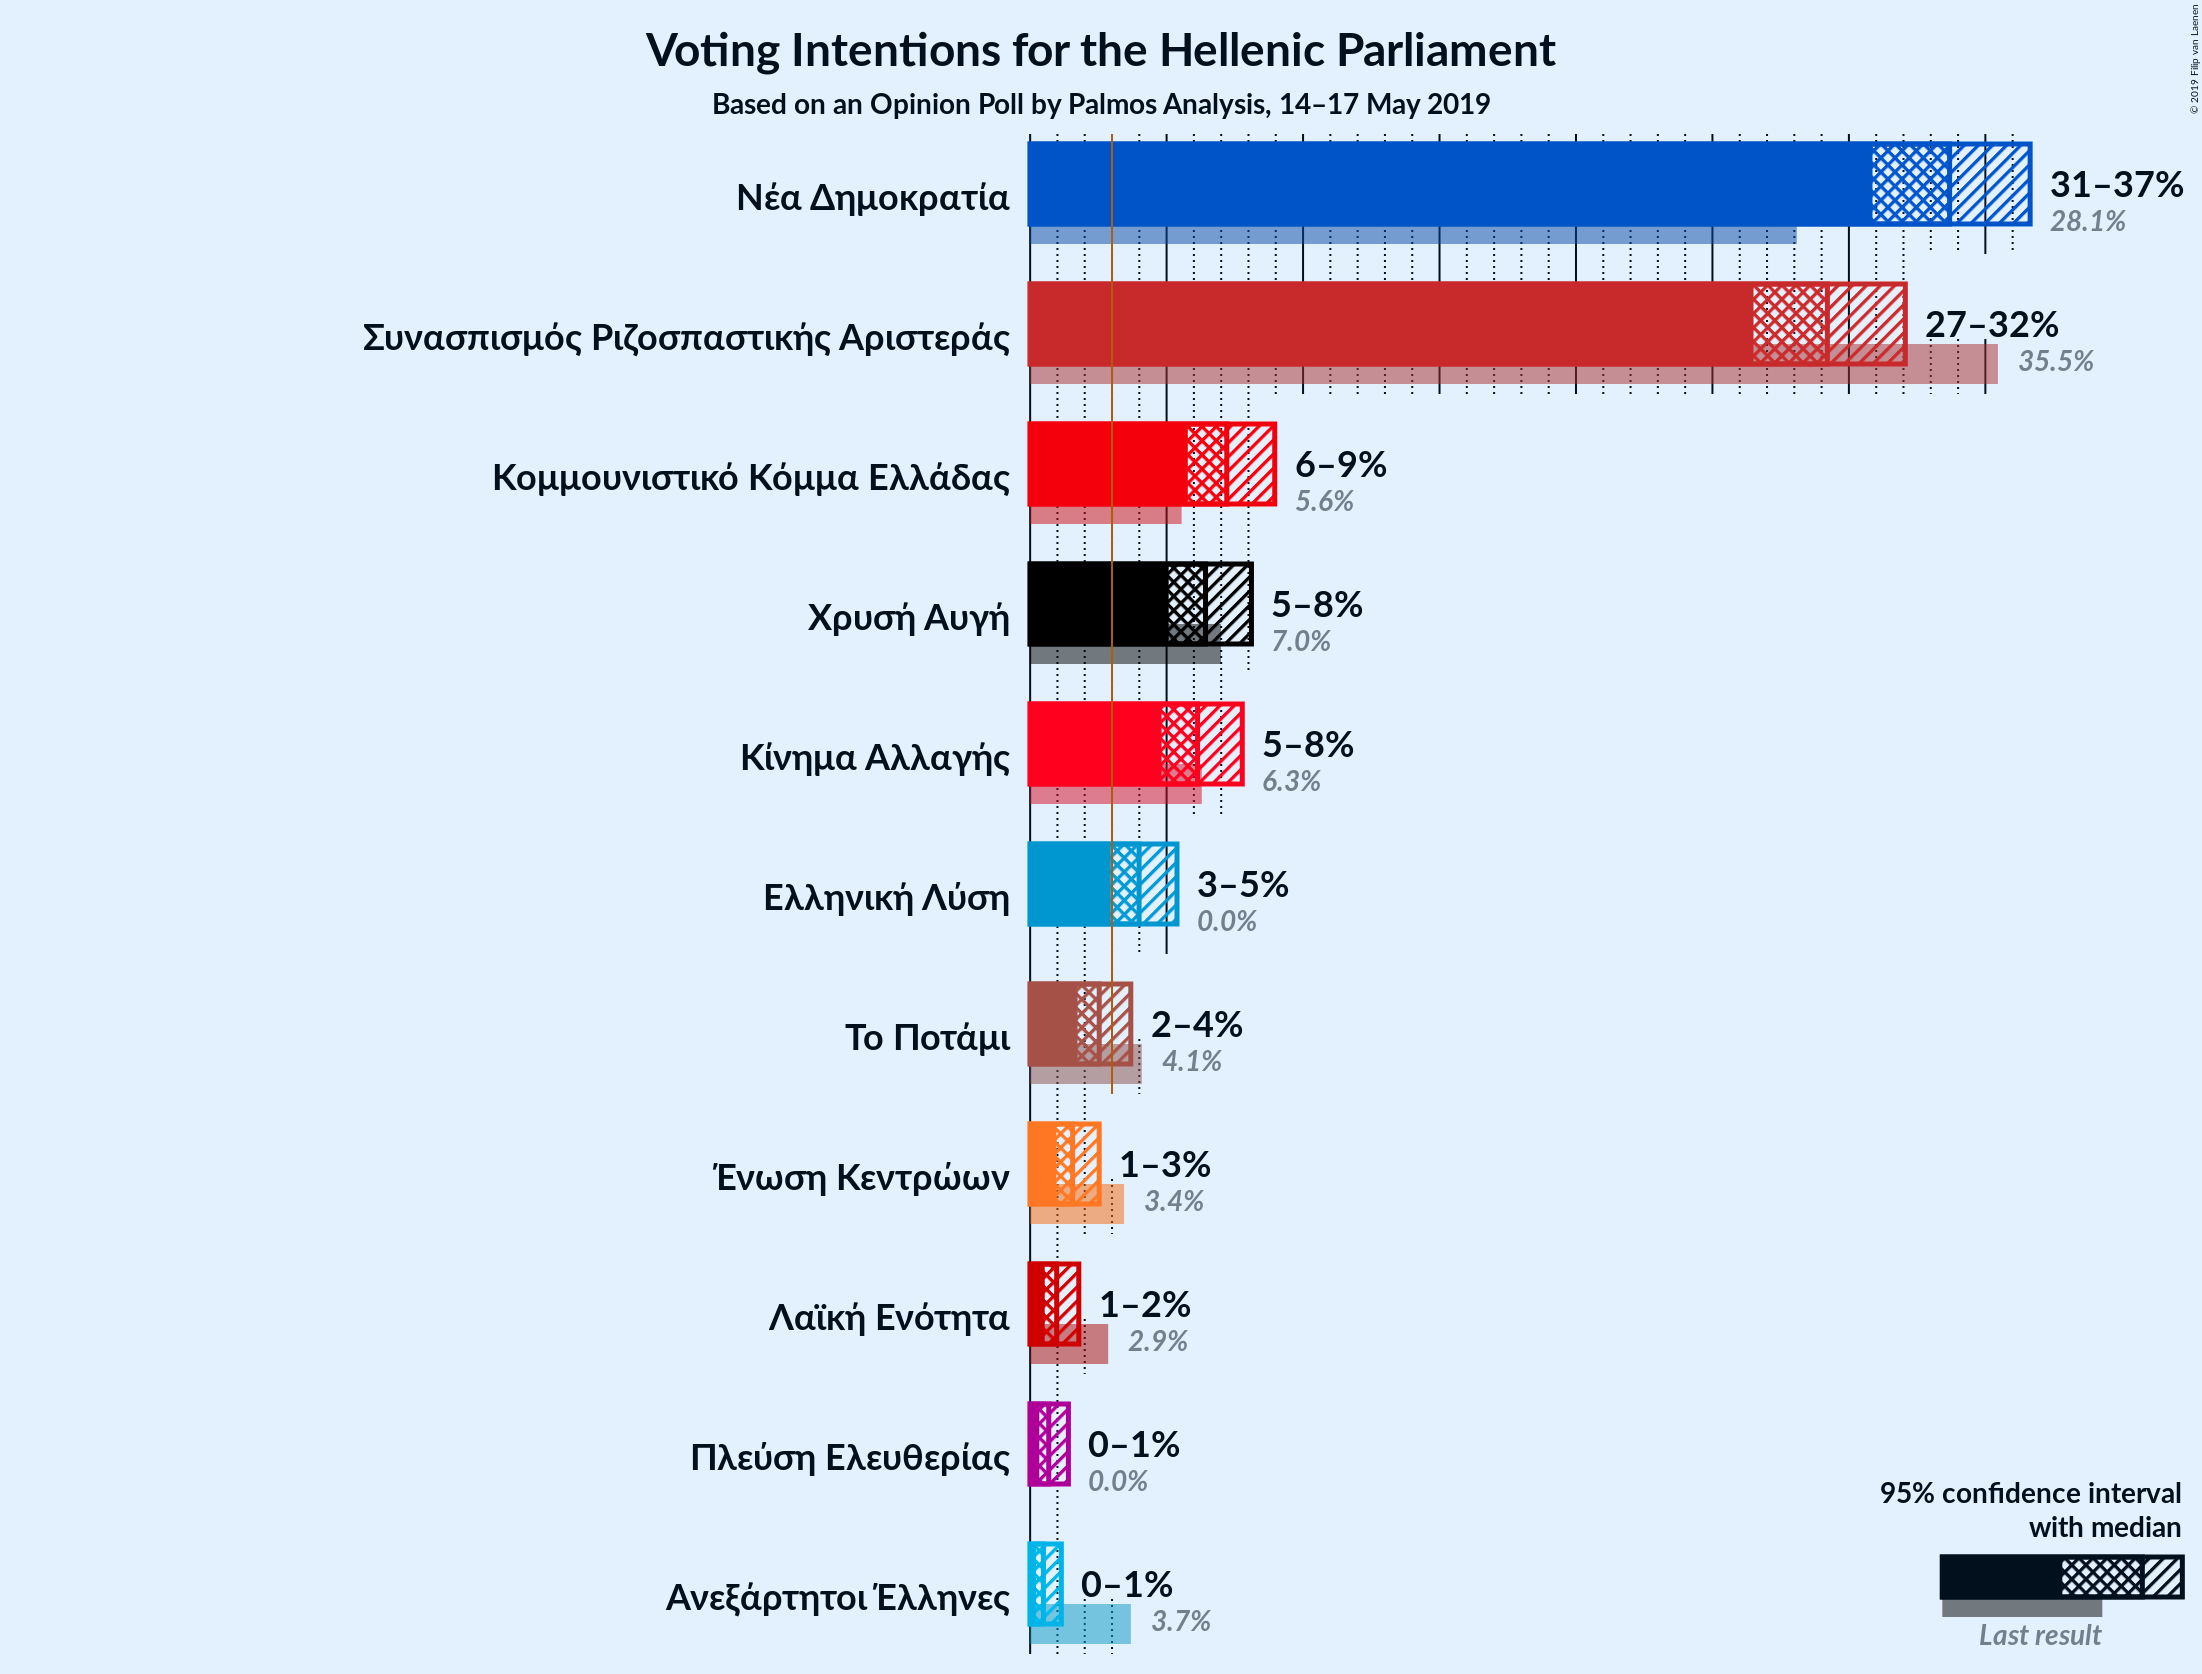 Voting Intentions for the Hellenic Parliament
Based on an Opinion Poll by Palmos Analysis, 14–17 May 2019
© 2019 Filip van Laenen
Νέα Δημοκρατία
31–37%
28.1%
Συνασπισμός Ριζοσπαστικής Αριστεράς
27–32%
35.5%
Κομμουνιστικό Κόμμα Ελλάδας
6–9%
5.6%
Χρυσή Αυγή
5–8%
7.0%
Κίνημα Αλλαγής
5–8%
6.3%
Ελληνική Λύση
3–5%
0.0%
Το Ποτάμι
2–4%
4.1%
Ένωση Κεντρώων
1–3%
3.4%
Λαϊκή Ενότητα
1–2%
2.9%
Πλεύση Ελευθερίας
0–1%
0.0%
Ανεξάρτητοι Έλληνες
0–1%
3.7%
95% confidence interval
with median
Last result